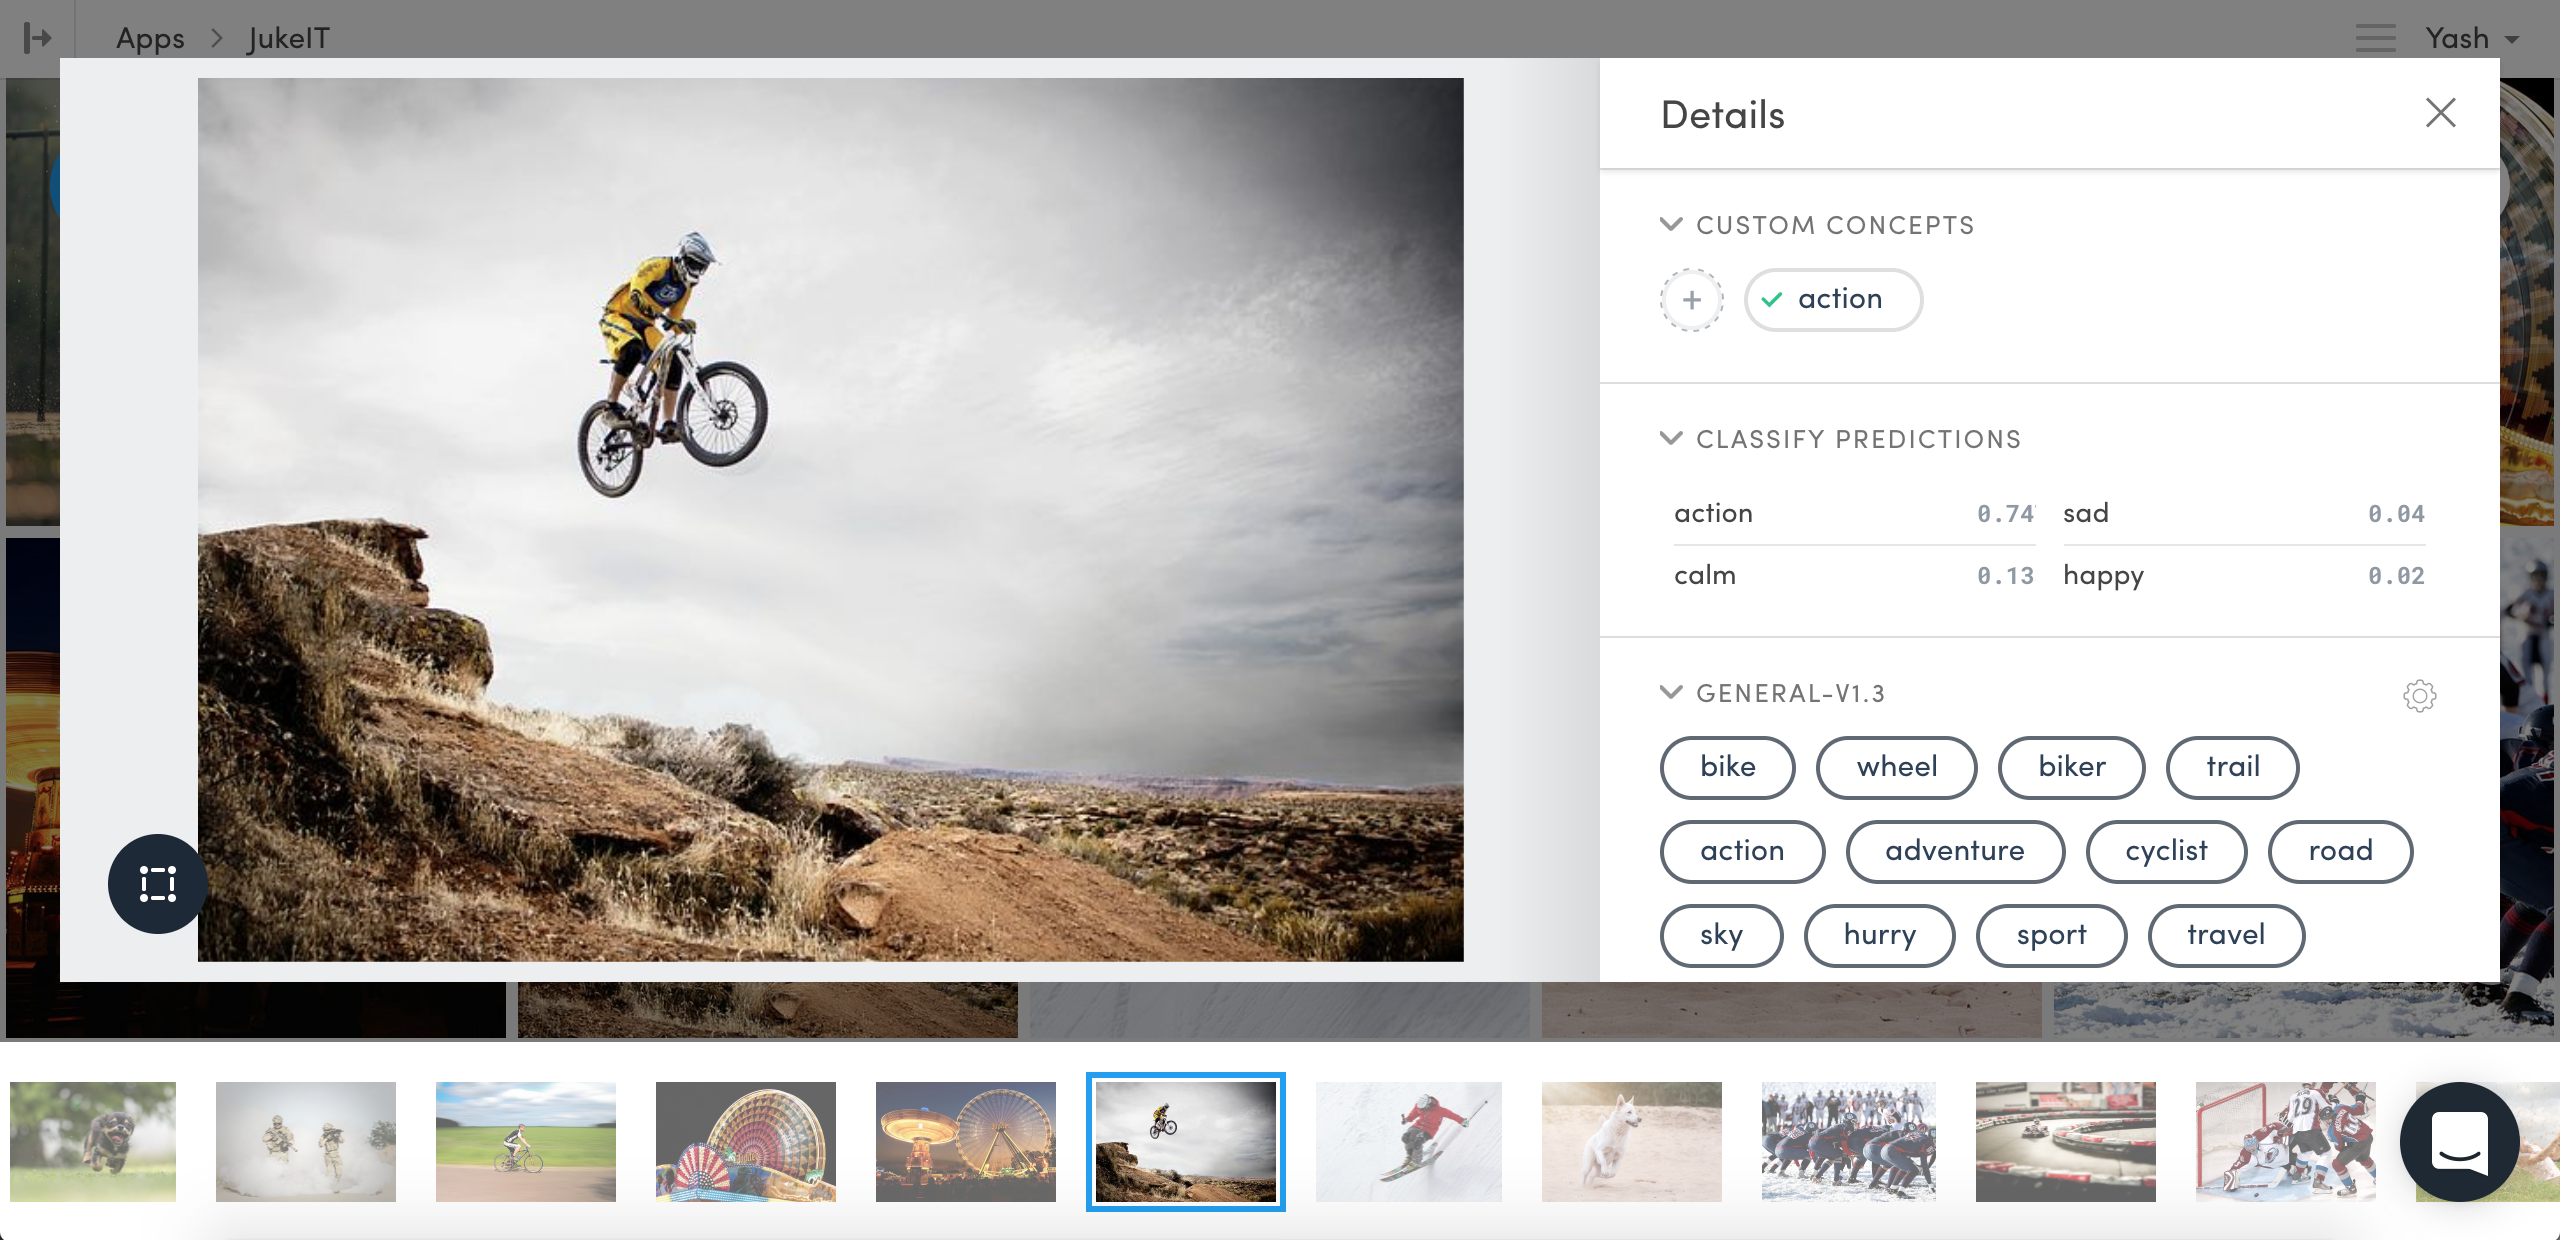 Apps > JukeIT
Yash
Details
CUSTOM CONCEPTS
+ action
CLASSIFY PREDICTIONS
action 0.74 sad 0.04
calm 0.13 happy 0.02
GENERAL-V1.3
bike wheel biker trail
action adventure cyclist road
sky hurry sport travel
29